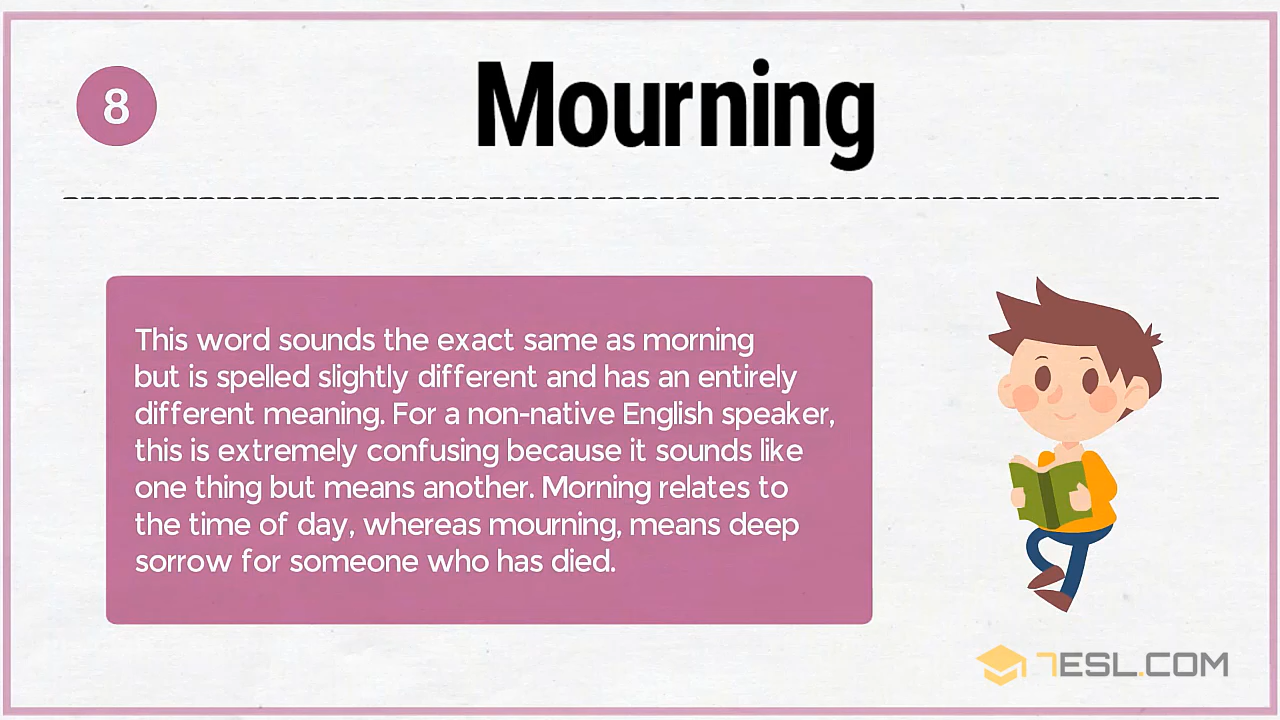 8
Mourning
This word sounds the exact same as morning
but is spelled slightly different and has an entirely
different meaning. For a non-native English speaker,
this is extremely confusing because it sounds like
one thing but means another. Morning relates to
the time of day, whereas mourning, means deep
sorrow for someone who has died.
7ESL.COM